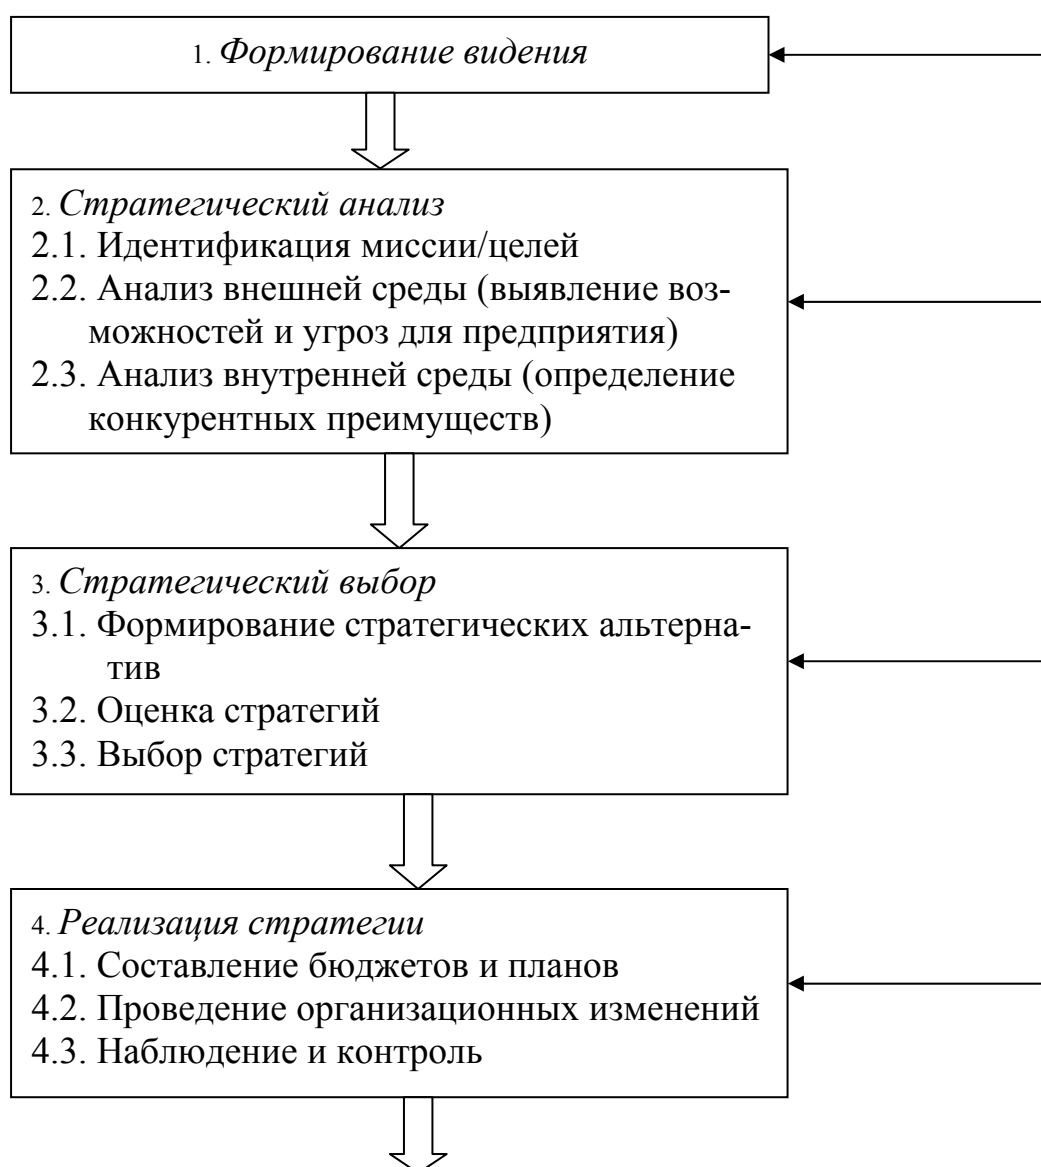 1. Формирование видения
2. Стратегический анализ
2.1. Идентификация миссии/целей
2.2. Анализ внешней среды (выявление воз-
можностей и угроз для предприятия)
2.3. Анализ внутренней среды (определение
конкурентных преимуществ)
3. Стратегический выбор
3.1. Формирование стратегических альтерна-
тив
3.2. Оценка стратегий
3.3. Выбор стратегий
4. Реализация стратегии
4.1. Составление бюджетов и планов
4.2. Проведение организационных изменений
4.3. Наблюдение и контроль